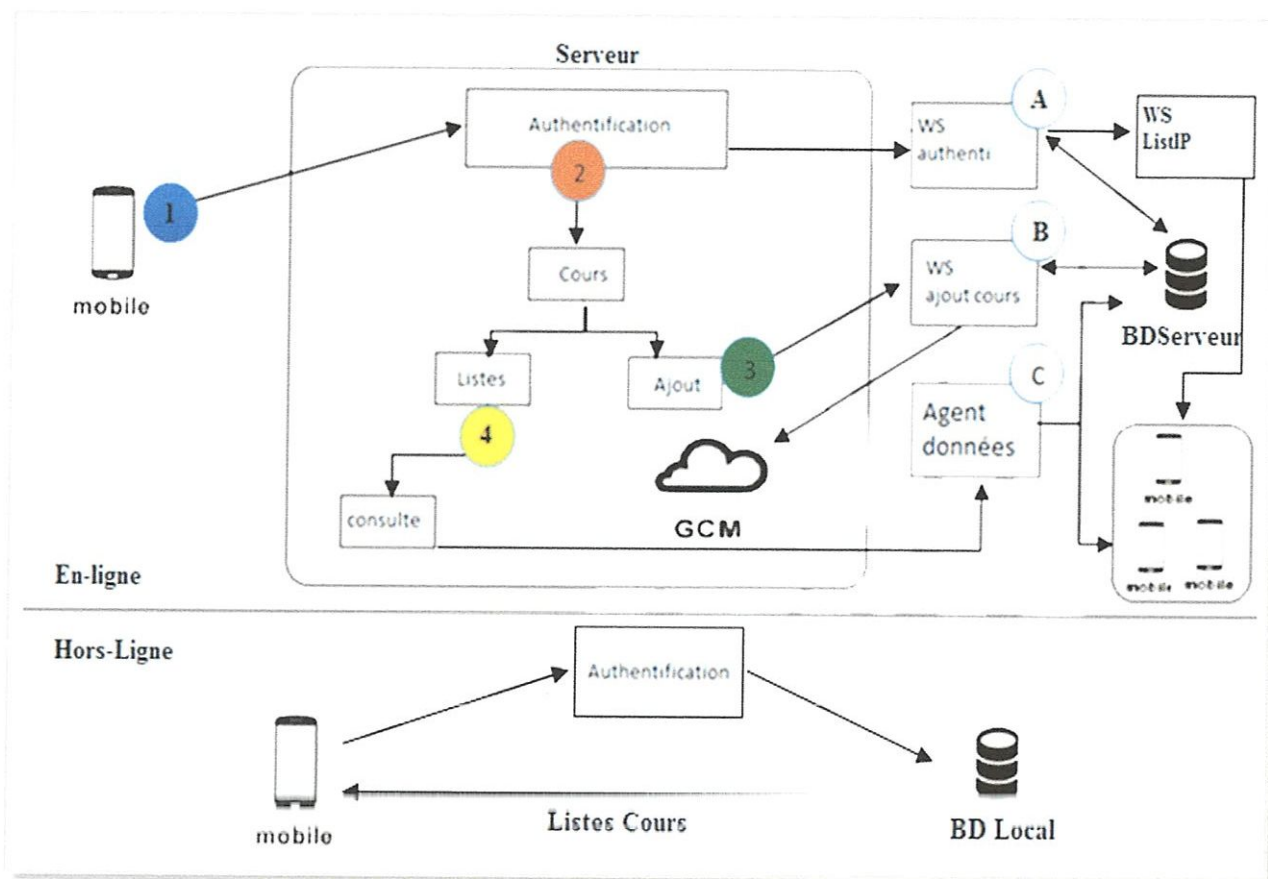 Serveur
Authentification
WS
authenti
A
WS
ListIP
1
2
mobile
Cours
WS
ajout cours
B
BDServeur
Listes
Ajout
3
4
Agent
données
C
consulte
GCM
mobile
mobile
mobile
En-ligne
Hors-Ligne
Authentification
mobile
Listes Cours
BD Local